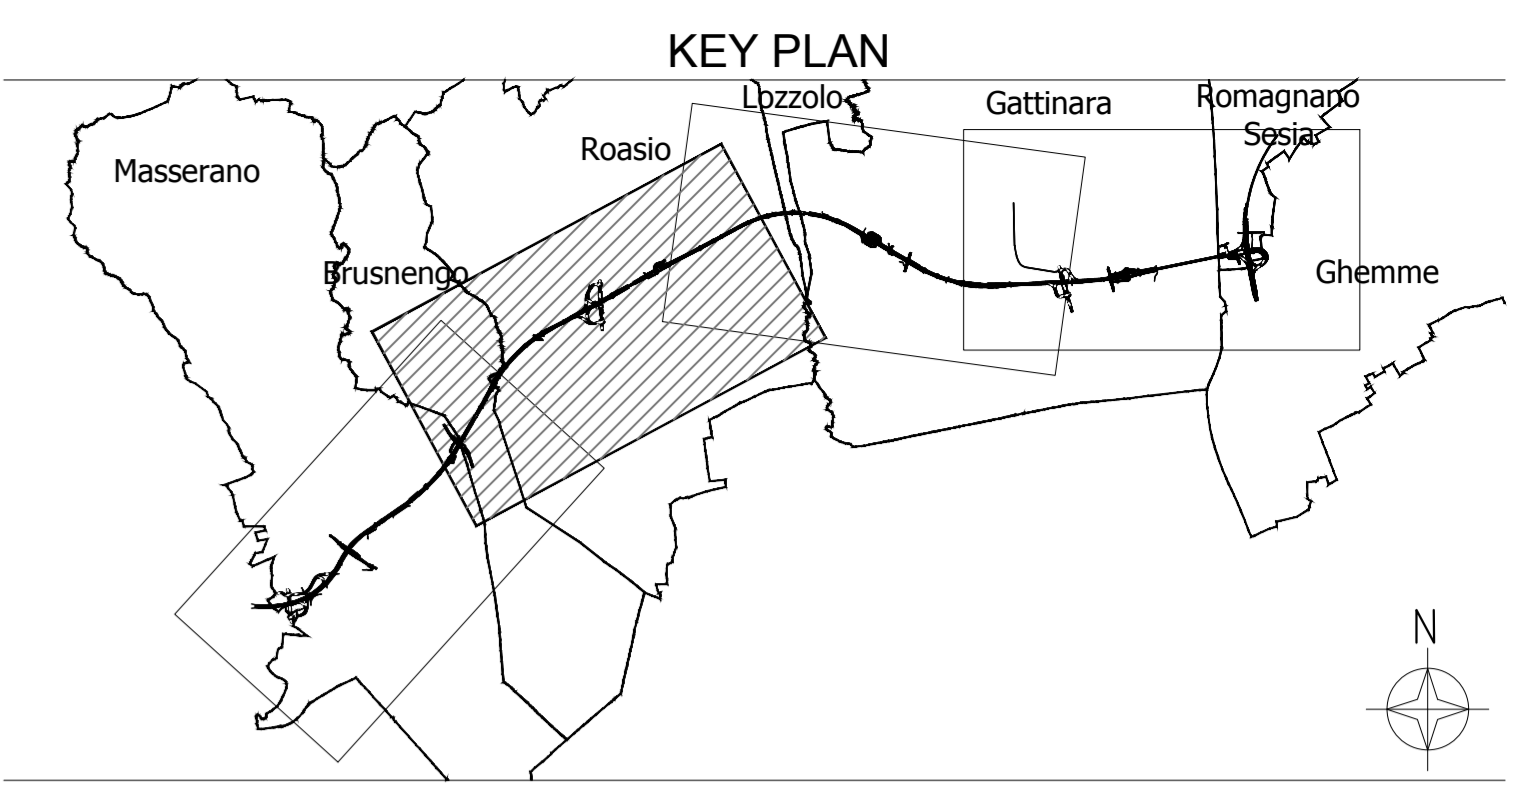 KEY PLAN
Lozzolo
Gattinara
Romagnano
Sesia
Roasio
Masserano
Brusnengo
Ghemme
N